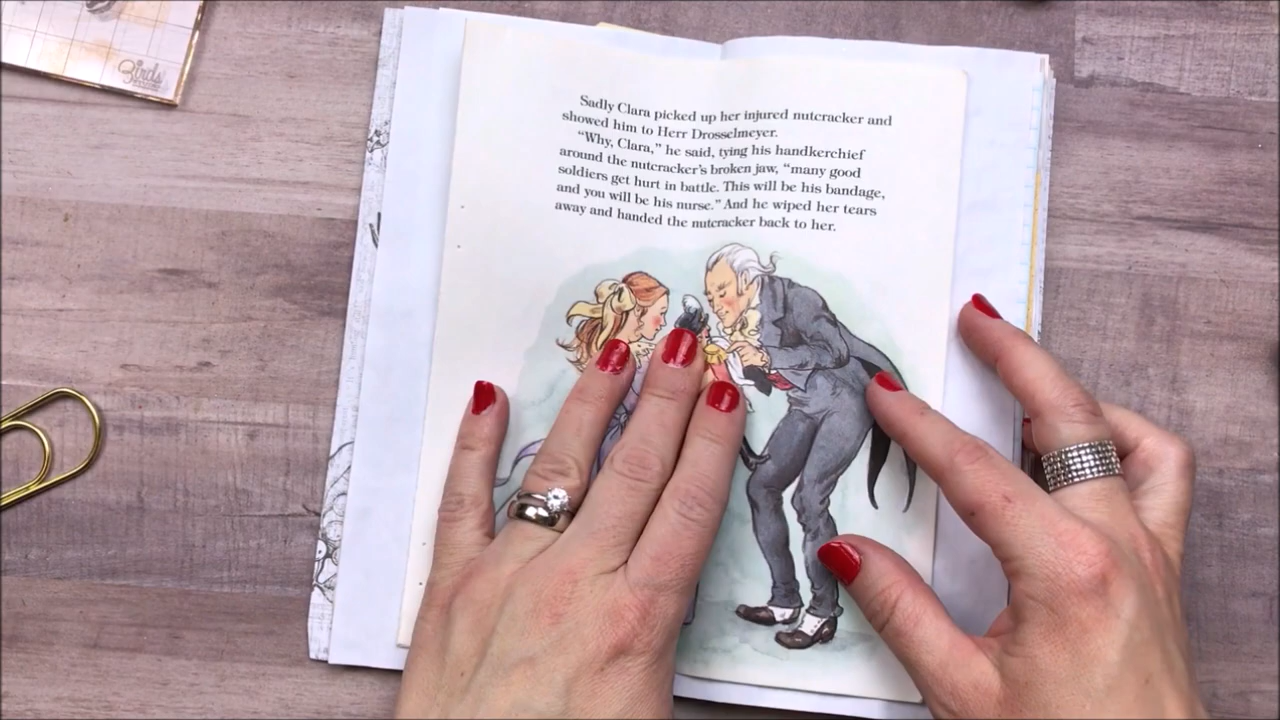 Birds
Sadly Clara picked up her injured nutcracker and
showed him to Herr Drosselmeyer.
"Why, Clara," he said, tying his handkerchief
around the nutcracker's broken jaw, "many good
soldiers get hurt in battle. This will be his bandage,
and you will be his nurse." And he wiped her tears
away and handed the nutcracker back to her.